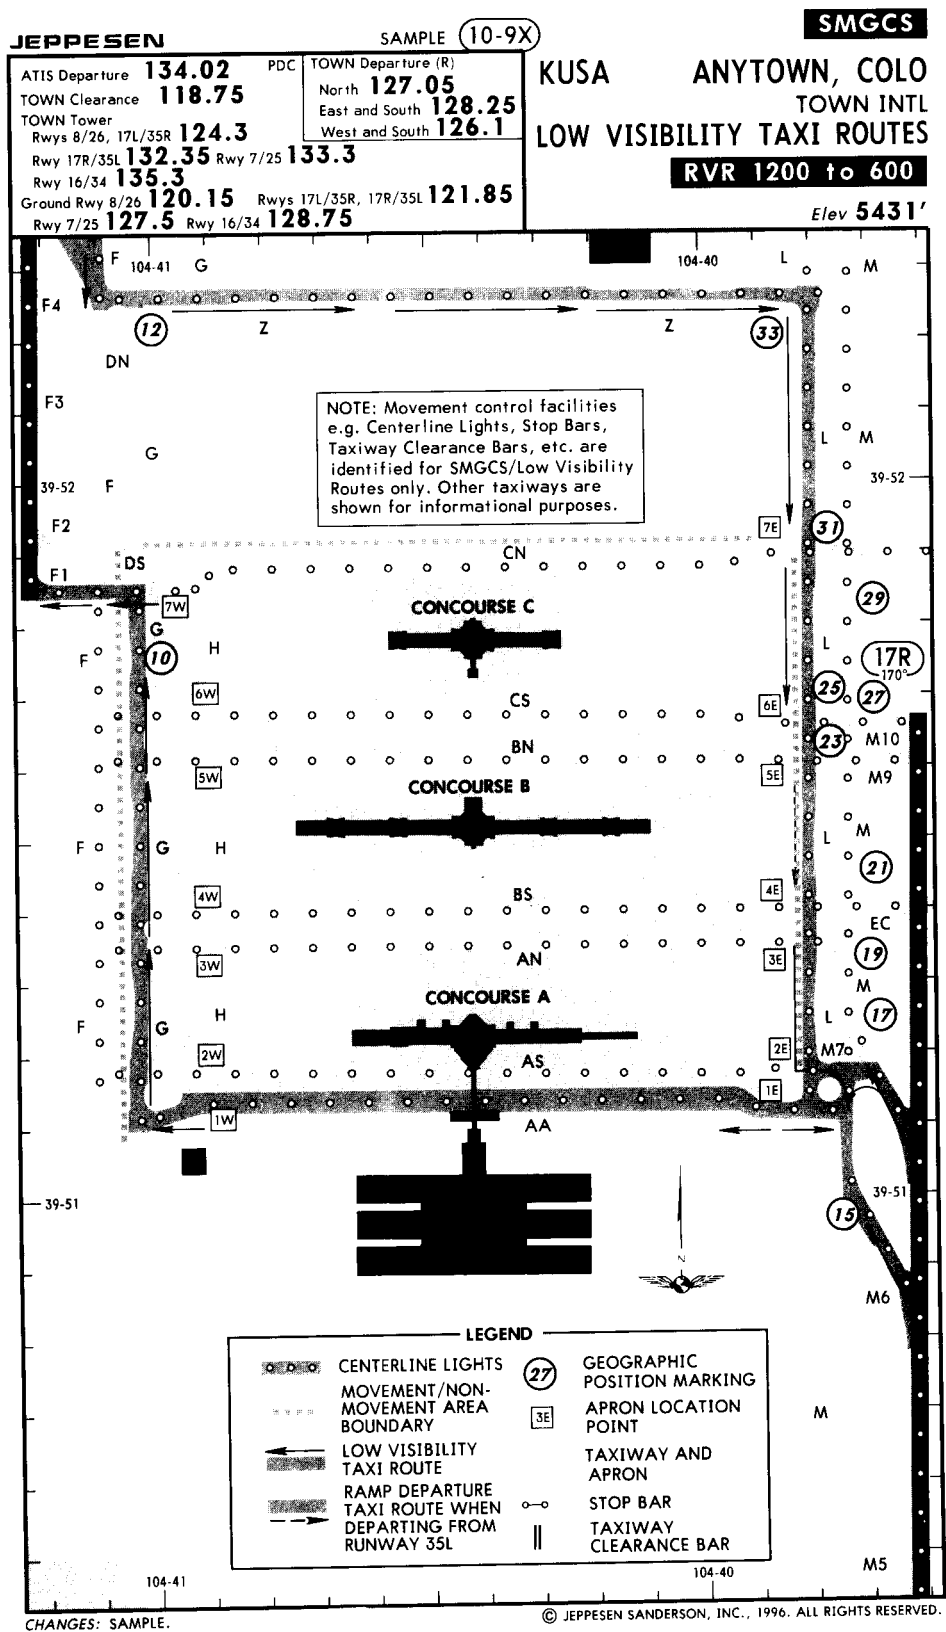 JEPPESEN
SAMPLE 10-9X
SMGCS
ATIS Departure 134.02 PDC
TOWN Clearance 118.75
TOWN Tower
Rwys 8/26, 17L/35R 124.3
Rwy 17R/35L 132.35 Rwy 7/25 133.3
Rwy 16/34 135.3
Ground Rwy 8/26 120.15 Rwys 17L/35R, 17R/35L 121.85
Rwy 7/25 127.5 Rwy 16/34 128.75
TOWN Departure (R)
North 127.05
East and South 128.25
West and South 126.1
KUSA ANYTOWN, COLO
TOWN INTL
LOW VISIBILITY TAXI ROUTES
RVR 1200 to 600
Elev 5431'
F 104-41 G 104-40 L M
F4
12 Z Z 33
DN
F3
NOTE: Movement control facilities
e.g. Centerline Lights, Stop Bars,
Taxiway Clearance Bars, etc. are
identified for SMGCS/Low Visibility
Routes only. Other taxiways are
shown for informational purposes.
G L M
39-52 F 39-52
F2 7E 31
CN
F1 DS
7W CONCOURSE C 29
G
F 10 H L 17R
170°
6W CS 6E 25 27
BN 23 M10
5W CONCOURSE B 5E M9
L M
F G H 21
4W BS 4E
EC
3W AN 3E 19
M
CONCOURSE A
F G H L 17
2W AS 2E M7
1W AA 1E
39-51 39-51
15
N
M6
LEGEND
CENTERLINE LIGHTS
MOVEMENT/NON-
MOVEMENT AREA
BOUNDARY
LOW VISIBILITY
TAXI ROUTE
RAMP DEPARTURE
TAXI ROUTE WHEN
DEPARTING FROM
RUNWAY 35L
27 GEOGRAPHIC
POSITION MARKING
3E APRON LOCATION
POINT
TAXIWAY AND
APRON
STOP BAR
TAXIWAY
CLEARANCE BAR
M
M5
104-41 104-40
CHANGES: SAMPLE.
© JEPPESEN SANDERSON, INC., 1996. ALL RIGHTS RESERVED.